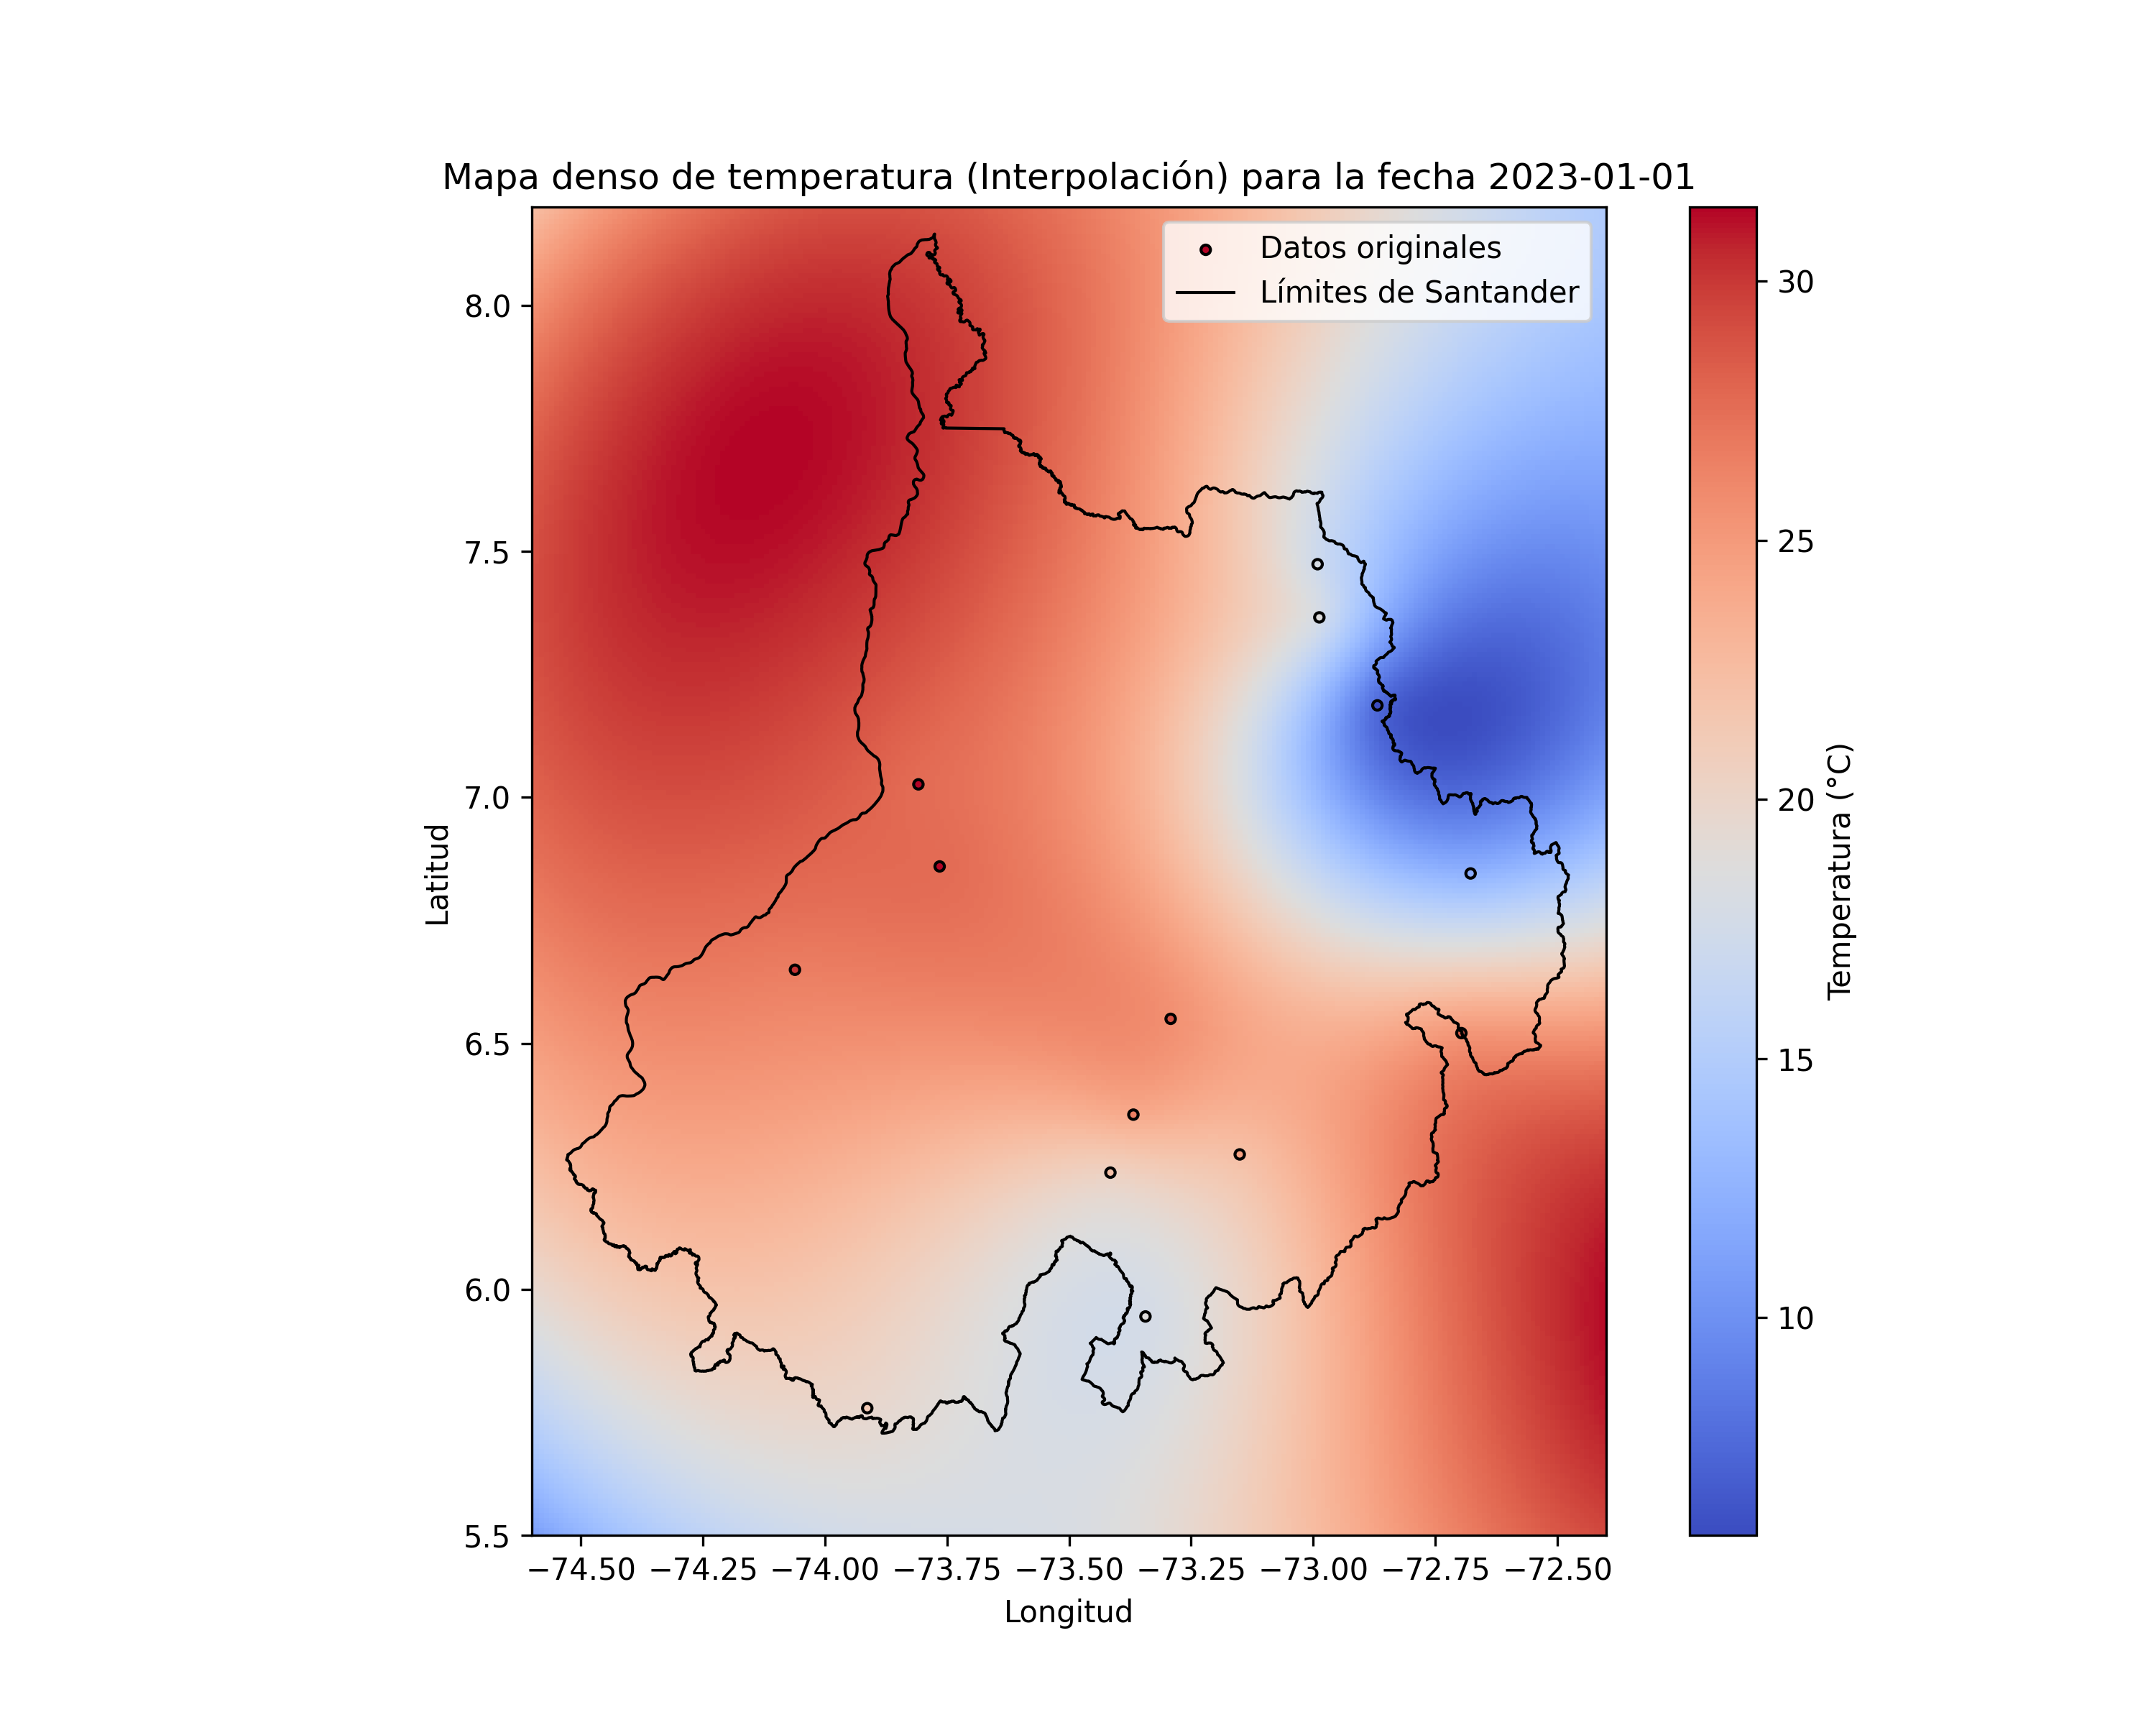 Mapa denso de temperatura (Interpolación) para la fecha 2023-01-01
Datos originales
Límites de Santander
8.0
7.5
7.0
6.5
6.0
5.5
Latitud
−74.50 −74.25 −74.00 −73.75 −73.50 −73.25 −73.00 −72.75 −72.50
Longitud
30
25
20
15
10
Temperatura (°C)